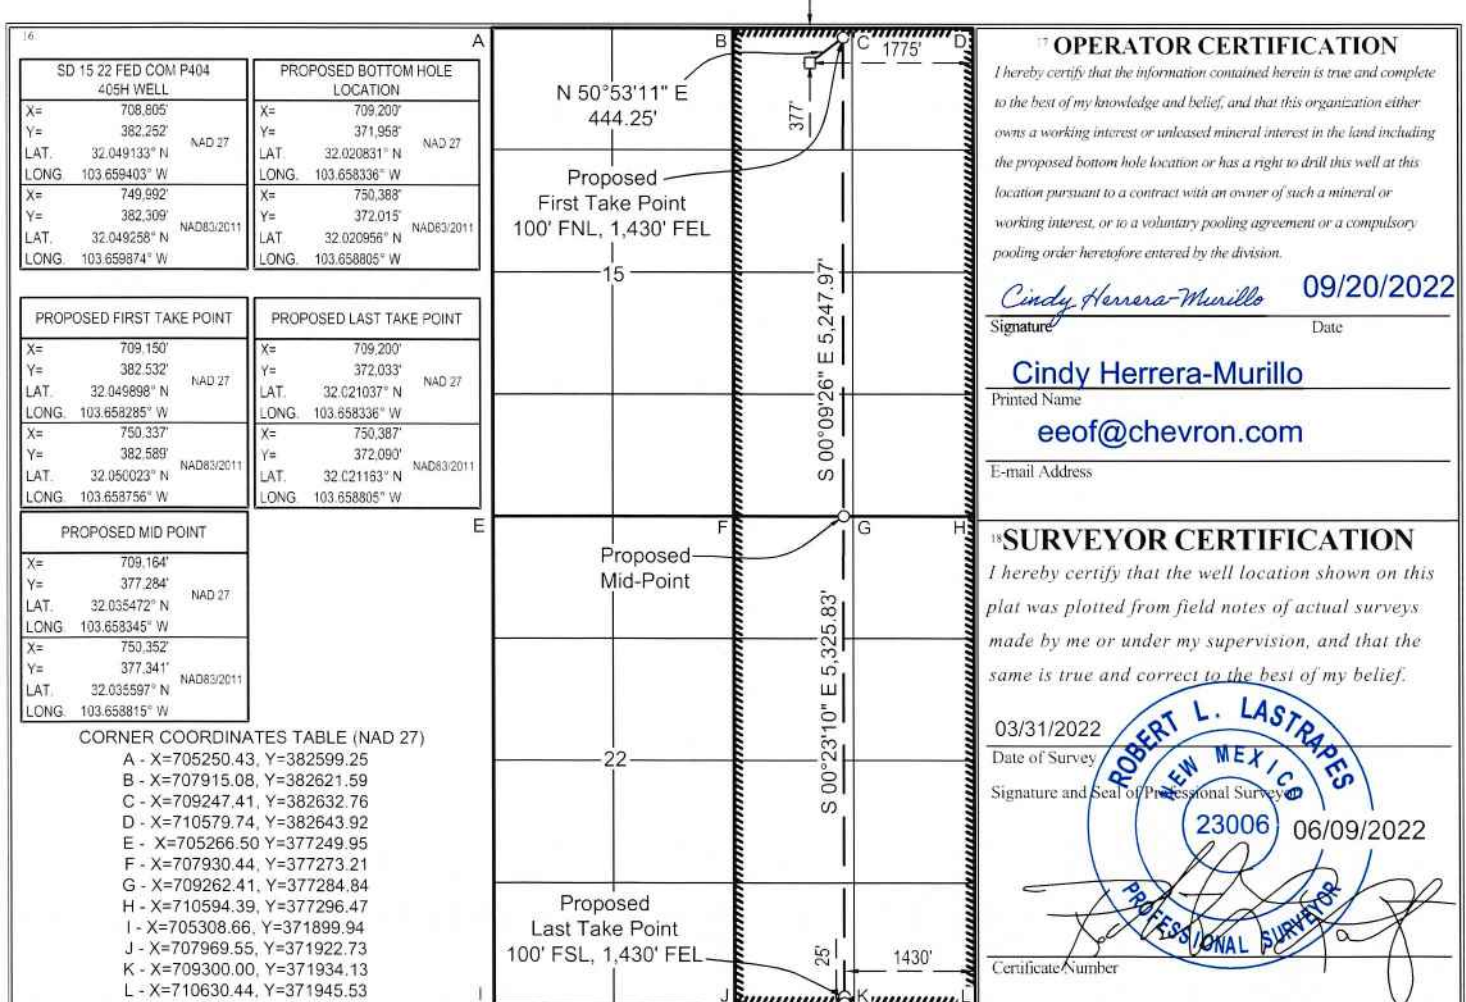 16
A
SD 15 22 FED COM P404
405H WELL
X= 708,805'
Y= 382,252'
NAD 27
LAT. 32.049133° N
LONG 103.659403° W
X= 749,992'
Y= 382,309'
NAD83/2011
LAT. 32.049258° N
LONG. 103.659874° W
PROPOSED BOTTOM HOLE
LOCATION
X= 709,200'
Y= 371,958'
NAD 27
LAT. 32.020831° N
LONG. 103.658336° W
X= 750,388'
Y= 372,015'
NAD83/2011
LAT. 32.020956° N
LONG. 103.658805° W
PROPOSED FIRST TAKE POINT
X= 709,150'
Y= 382,532'
NAD 27
LAT. 32.049898° N
LONG. 103.658285° W
X= 750,337'
Y= 382,589'
NAD83/2011
LAT. 32.050023° N
LONG. 103.658756° W
PROPOSED LAST TAKE POINT
X= 709,200'
Y= 372,033'
NAD 27
LAT. 32.021037° N
LONG. 103.658336° W
X= 750,387'
Y= 372,090'
NAD83/2011
LAT. 32.021163° N
LONG. 103.658805° W
E
PROPOSED MID POINT
X= 709,164'
Y= 377,284'
NAD 27
LAT. 32.035472° N
LONG. 103.658345° W
X= 750,352'
Y= 377,341'
NAD83/2011
LAT. 32.035597° N
LONG. 103.658815° W
CORNER COORDINATES TABLE (NAD 27)
A - X=705250.43, Y=382599.25
B - X=707915.08, Y=382621.59
C - X=709247.41, Y=382632.76
D - X=710579.74, Y=382643.92
E - X=705266.50, Y=377249.95
F - X=707930.44, Y=377273.21
G - X=709262.41, Y=377284.84
H - X=710594.39, Y=377296.47
I - X=705308.66, Y=371899.94
J - X=707969.55, Y=371922.73
K - X=709300.00, Y=371934.13
L - X=710630.44, Y=371945.53
I
B
C
1775'
D
N 50°53'11" E
444.25'
377'
Proposed
First Take Point
100' FNL, 1,430' FEL
15
S 00°09'26" E 5,247.97'
F
G
H
Proposed
Mid-Point
S 00°23'10" E 5,325.83'
22
Proposed
Last Take Point
100' FSL, 1,430' FEL
25'
1430'
J
K
L
17 OPERATOR CERTIFICATION
I hereby certify that the information contained herein is true and complete
to the best of my knowledge and belief, and that this organization either
owns a working interest or unleased mineral interest in the land including
the proposed bottom hole location or has a right to drill this well at this
location pursuant to a contract with an owner of such a mineral or
working interest, or to a voluntary pooling agreement or a compulsory
pooling order heretofore entered by the division.
Cindy Herrera-Murillo 09/20/2022
Signature Date
Cindy Herrera-Murillo
Printed Name
eeof@chevron.com
E-mail Address
18 SURVEYOR CERTIFICATION
I hereby certify that the well location shown on this
plat was plotted from field notes of actual surveys
made by me or under my supervision, and that the
same is true and correct to the best of my belief.
03/31/2022
Date of Survey
Signature and Seal of Professional Surveyor
ROBERT L. LASTRAPES
NEW MEXICO
23006
PROFESSIONAL SURVEYOR
06/09/2022
Certificate Number